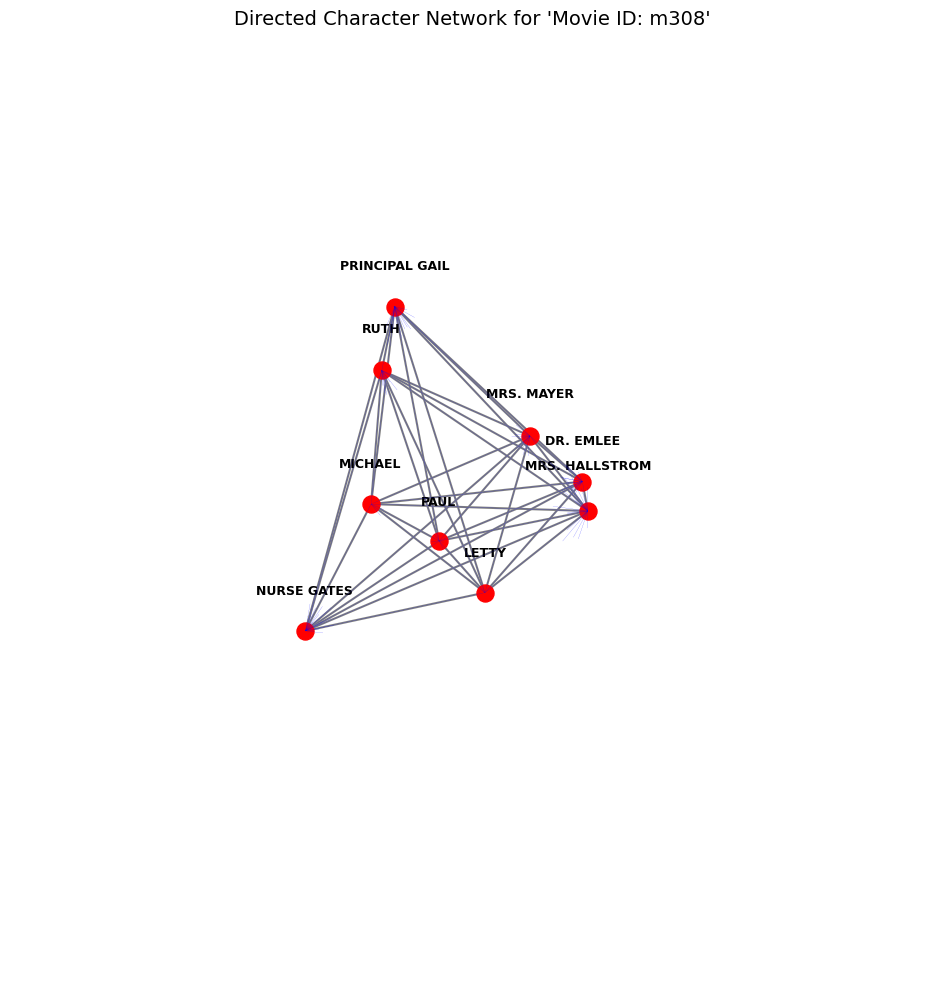 Directed Character Network for 'Movie ID: m308'
PRINCIPAL GAIL
RUTH
MRS. MAYER
DR. EMLEE
MICHAEL
MRS. HALLSTROM
PAUL
LETTY
NURSE GATES